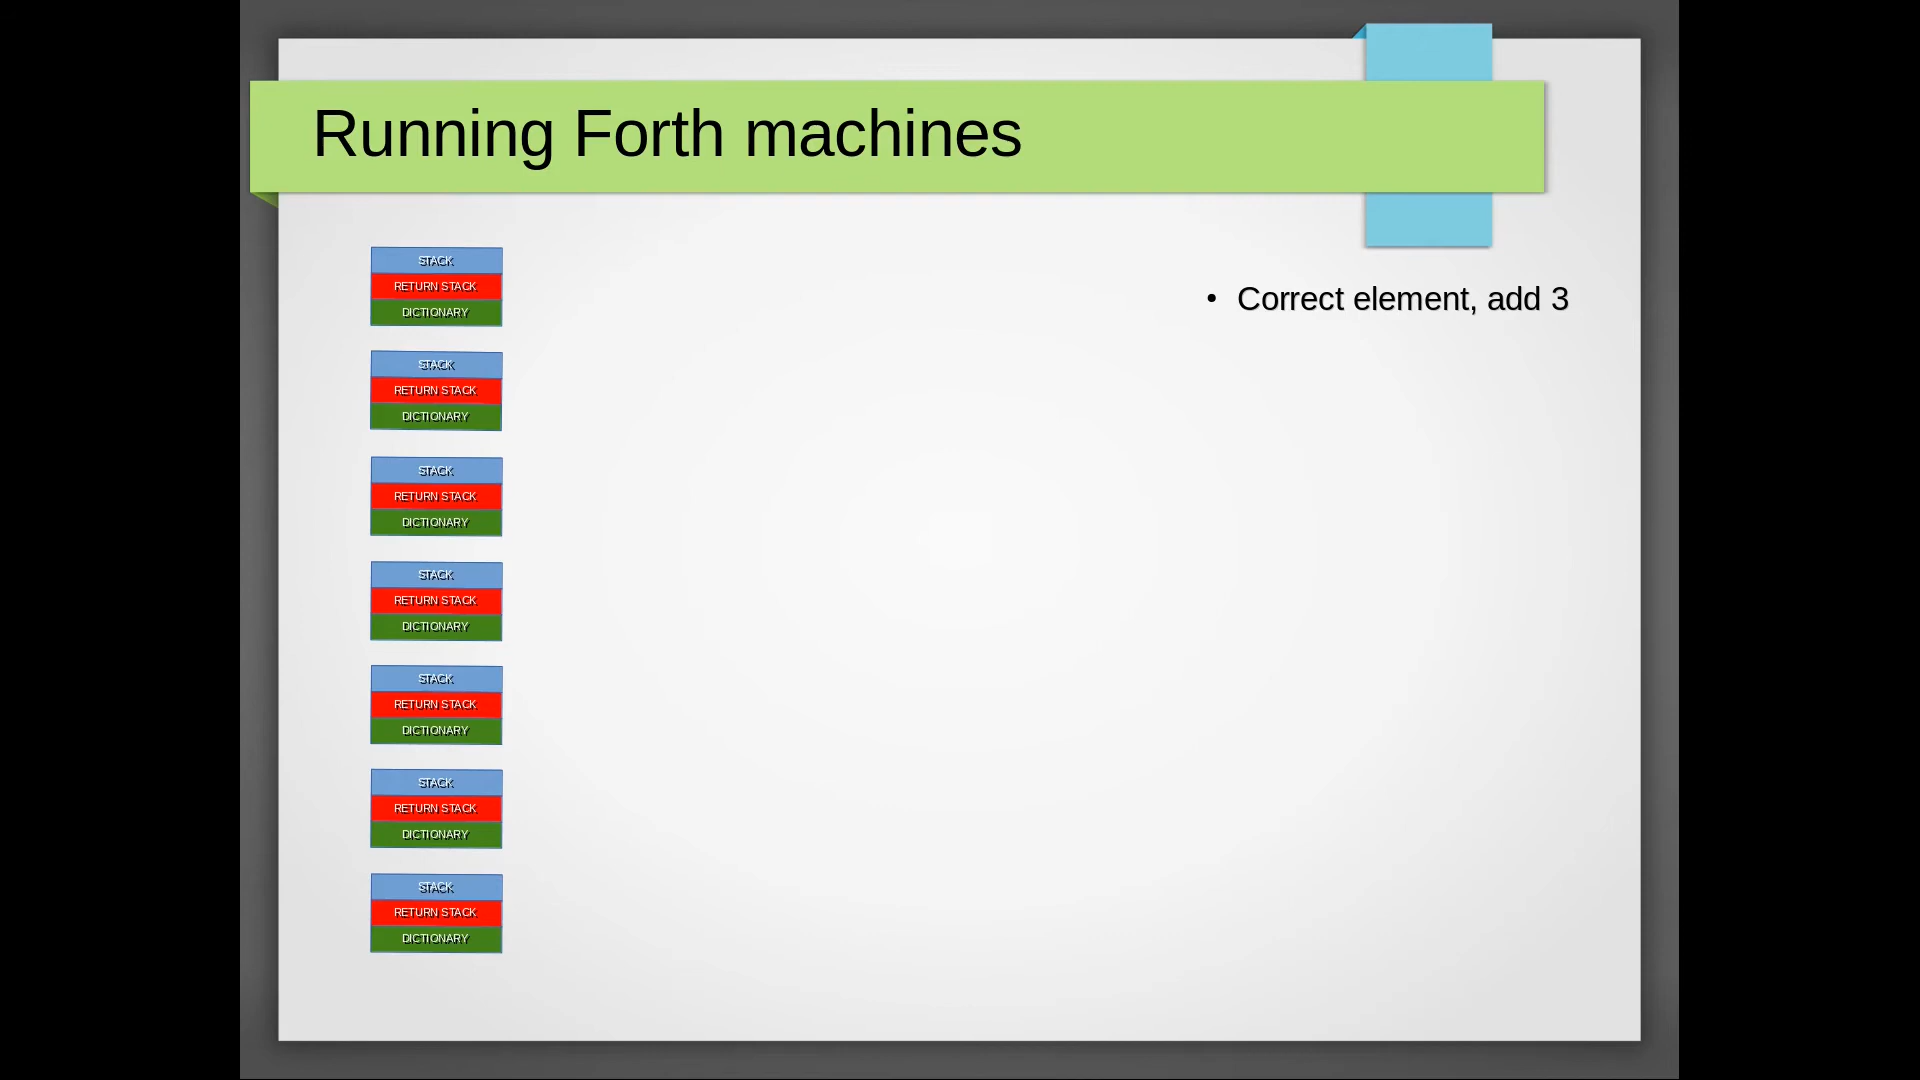 Running Forth machines
STACK
RETURN STACK
DICTIONARY
STACK
RETURN STACK
DICTIONARY
STACK
RETURN STACK
DICTIONARY
STACK
RETURN STACK
DICTIONARY
STACK
RETURN STACK
DICTIONARY
STACK
RETURN STACK
DICTIONARY
STACK
RETURN STACK
DICTIONARY
• Correct element, add 3